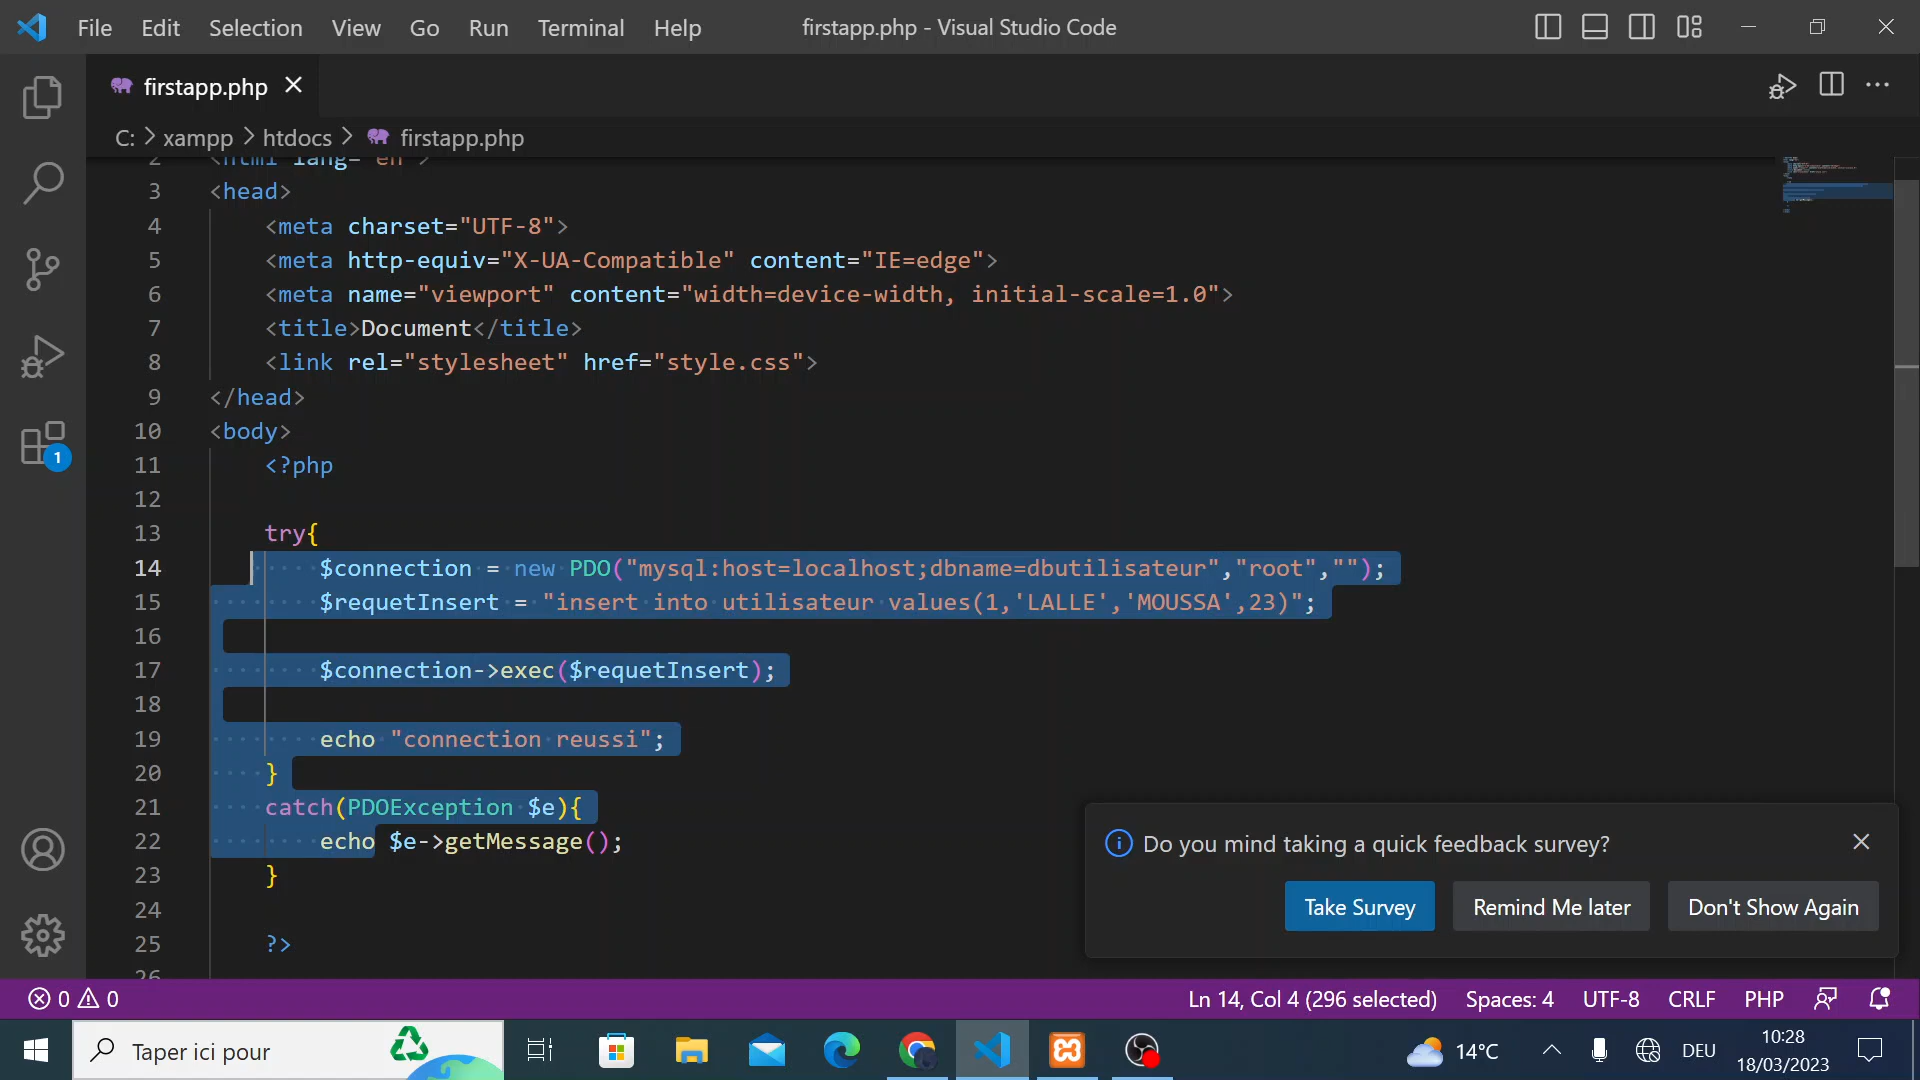 File Edit Selection View Go Run Terminal Help firstapp.php - Visual Studio Code
firstapp.php
C: > xampp > htdocs > firstapp.php
2 <html lang="en">
3 <head>
4 <meta charset="UTF-8">
5 <meta http-equiv="X-UA-Compatible" content="IE=edge">
6 <meta name="viewport" content="width=device-width, initial-scale=1.0">
7 <title>Document</title>
8 <link rel="stylesheet" href="style.css">
9 </head>
10 <body>
11 <?php
12
13 try{
14 $connection = new PDO("mysql:host=localhost;dbname=dbutilisateur","root","");
15 $requetInsert = "insert into utilisateur values(1,'LALLE','MOUSSA',23)";
16
17 $connection->exec($requetInsert);
18
19 echo "connection reussi";
20 }
21 catch(PDOException $e){
22 echo $e->getMessage();
23 }
24
25 ?>
26
1
Do you mind taking a quick feedback survey?
Take Survey Remind Me later Don't Show Again
0 0 Ln 14, Col 4 (296 selected) Spaces: 4 UTF-8 CRLF PHP
Taper ici pour 14°C DEU 10:28
18/03/2023